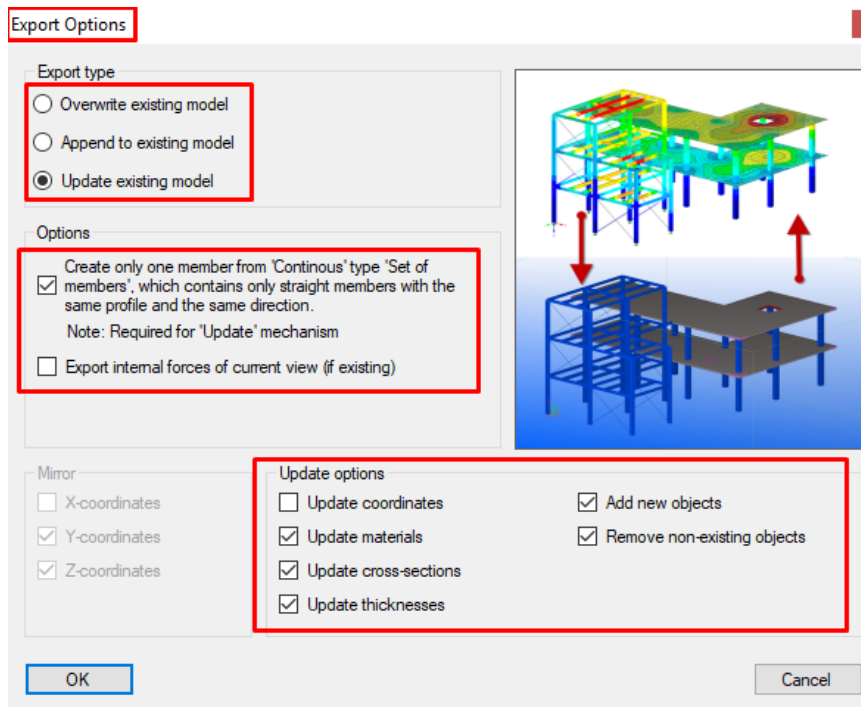 Export Options
Export type
Overwrite existing model
Append to existing model
Update existing model
Options
Create only one member from 'Continous' type 'Set of
members', which contains only straight members with the
same profile and the same direction.
Note: Required for 'Update' mechanism
Export internal forces of current view (if existing)
Mirror
X-coordinates
Y-coordinates
Z-coordinates
Update options
Update coordinates
Update materials
Update cross-sections
Update thicknesses
Add new objects
Remove non-existing objects
OK
Cancel